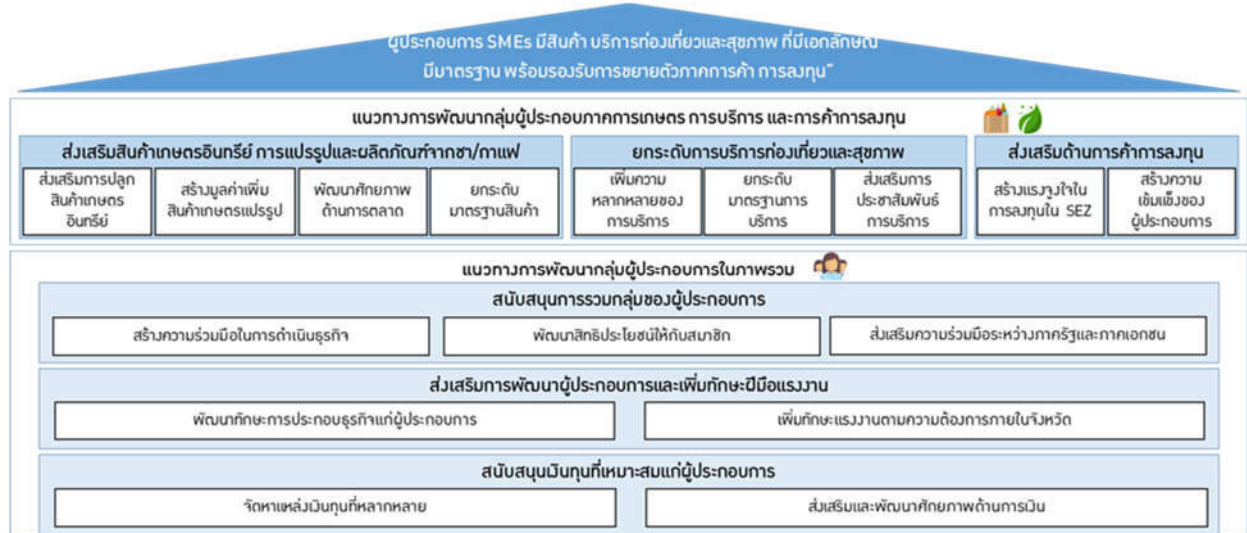 ผู้ประกอบการ SMEs มีสินค้า บริการท่องเที่ยวและสุขภาพ ที่มีเอกลักษณ์
มีมาตรฐาน พร้อมรองรับการขยายตัวภาคการค้า การลงทุน"
แนวทางการพัฒนากลุ่มผู้ประกอบภาคการเกษตร การบริการ และการค้าการลงทุน
ส่งเสริมสินค้าเกษตรอินทรีย์ การแปรรูปและผลิตภัณฑ์จากชา/กาแฟ
ส่งเสริมการปลูก
สินค้าเกษตร
อินทรีย์
สร้างมูลค่าเพิ่ม
สินค้าเกษตรแปรรูป
พัฒนาศักยภาพ
ด้านการตลาด
ยกระดับ
มาตรฐานสินค้า
ยกระดับการบริการท่องเที่ยวและสุขภาพ
เพิ่มความ
หลากหลายของ
การบริการ
ยกระดับ
มาตรฐานการ
บริการ
ส่งเสริมการ
ประชาสัมพันธ์
การบริการ
ส่งเสริมด้านการค้าการลงทุน
สร้างแรงจูงใจใน
การลงทุนใน SEZ
สร้างความ
เข้มแข็งของ
ผู้ประกอบการ
แนวทางการพัฒนากลุ่มผู้ประกอบการในภาพรวม
สนับสนุนการรวมกลุ่มของผู้ประกอบการ
สร้างความร่วมมือในการดำเนินธุรกิจ
พัฒนาสิทธิประโยชน์ให้กับสมาชิก
ส่งเสริมความร่วมมือระหว่างภาครัฐและภาคเอกชน
ส่งเสริมการพัฒนาผู้ประกอบการและเพิ่มทักษะฝีมือแรงงาน
พัฒนาทักษะการประกอบธุรกิจแก่ผู้ประกอบการ
เพิ่มทักษะแรงงานตามความต้องการภายในจังหวัด
สนับสนุนเงินทุนที่เหมาะสมแก่ผู้ประกอบการ
จัดหาแหล่งเงินทุนที่หลากหลาย
ส่งเสริมและพัฒนาศักยภาพด้านการเงิน